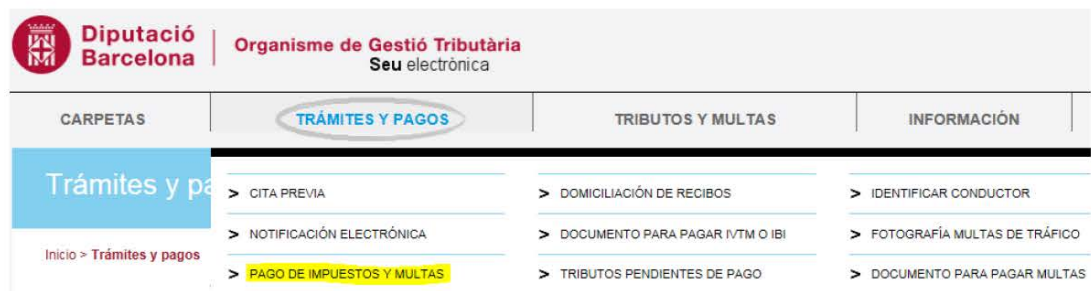 Diputació
Barcelona
Organisme de Gestió Tributària
Seu electrònica
CARPETAS
TRÁMITES Y PAGOS
TRIBUTOS Y MULTAS
INFORMACIÓN
Trámites y pa
> CITA PREVIA
> DOMICILIACIÓN DE RECIBOS
> IDENTIFICAR CONDUCTOR
> NOTIFICACIÓN ELECTRÓNICA
> DOCUMENTO PARA PAGAR IVTM O IBI
> FOTOGRAFÍA MULTAS DE TRÁFICO
Inicio > Trámites y pagos
> PAGO DE IMPUESTOS Y MULTAS
> TRIBUTOS PENDIENTES DE PAGO
> DOCUMENTO PARA PAGAR MULTAS